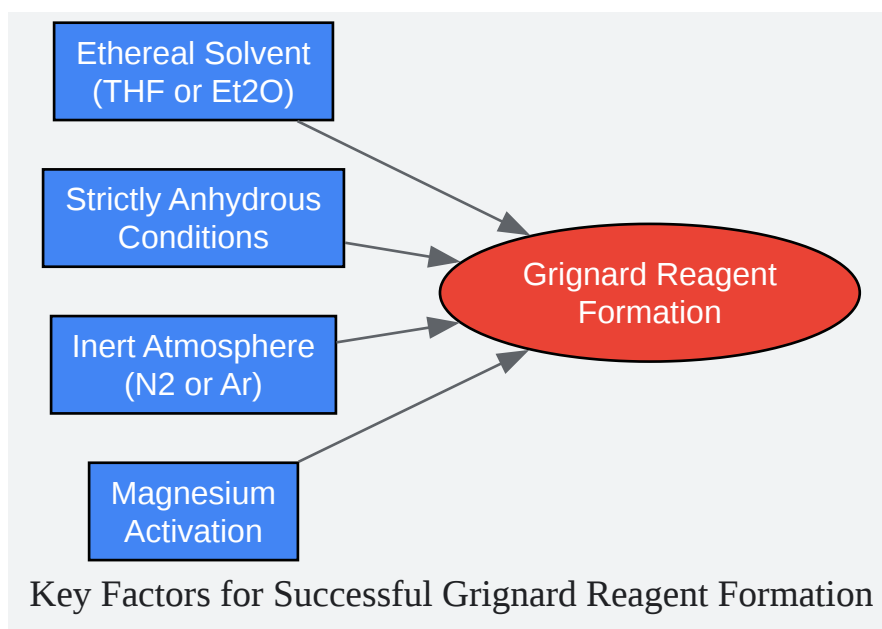 Ethereal Solvent
(THF or Et2O)
Strictly Anhydrous
Conditions
Inert Atmosphere
(N2 or Ar)
Magnesium
Activation
Grignard Reagent
Formation
Key Factors for Successful Grignard Reagent Formation